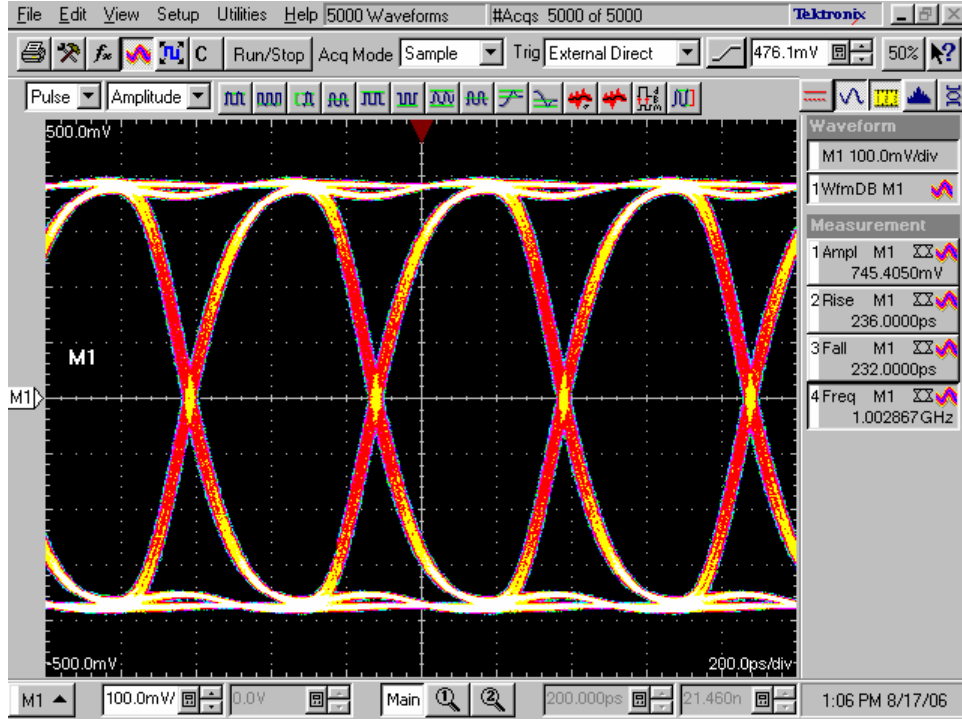 File Edit View Setup Utilities Help 5000 Waveforms #Acqs 5000 of 5000 Tektronix
C Run/Stop Acq Mode Sample Trig External Direct 476.1mV 50%
Pulse Amplitude
500.0mV
Waveform
M1 100.0mV/div
1WfmDB M1
Measurement
1 Ampl M1
745.4050mV
2 Rise M1
236.0000ps
3 Fall M1
232.0000ps
4 Freq M1
1.002867GHz
M1
M1
-500.0mV 200.0ps/div
M1 100.0mV/ 0.0V Main 1 2 200.000ps 21.460n 1:06 PM 8/17/06